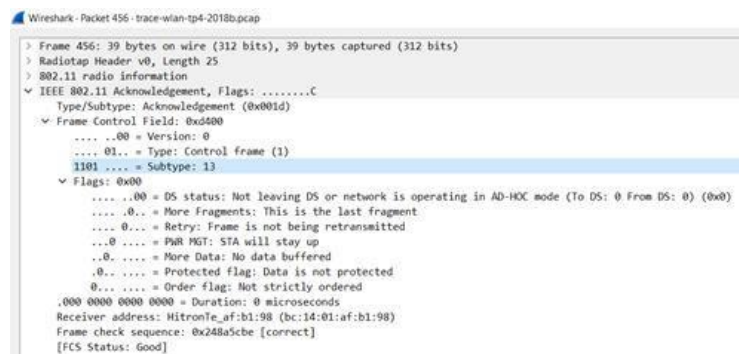 Wireshark · Packet 456 · trace-wlan-tp4-2018b.pcap
> Frame 456: 39 bytes on wire (312 bits), 39 bytes captured (312 bits)
> Radiotap Header v0, Length 25
> 802.11 radio information
IEEE 802.11 Acknowledgement, Flags: ........C
Type/Subtype: Acknowledgement (0x001d)
Frame Control Field: 0xd400
.... ..00 = Version: 0
.... 01.. = Type: Control frame (1)
1101 .... = Subtype: 13
Flags: 0x00
.... ..00 = DS status: Not leaving DS or network is operating in AD-HOC mode (To DS: 0 From DS: 0) (0x0)
.... .0.. = More Fragments: This is the last fragment
.... 0... = Retry: Frame is not being retransmitted
...0 .... = PWR MGT: STA will stay up
..0. .... = More Data: No data buffered
.0.. .... = Protected flag: Data is not protected
0... .... = Order flag: Not strictly ordered
.000 0000 0000 0000 = Duration: 0 microseconds
Receiver address: HitronTe_af:b1:98 (bc:14:01:af:b1:98)
Frame check sequence: 0x248a5cbe [correct]
[FCS Status: Good]